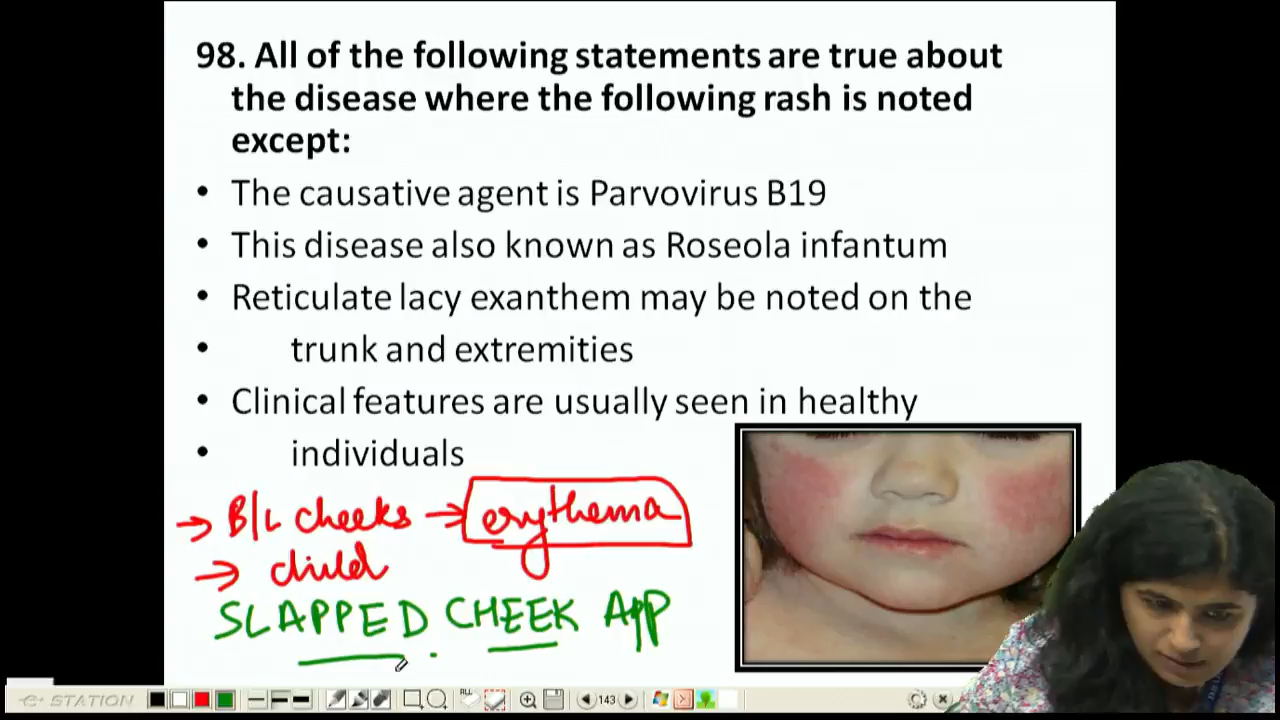 98. All of the following statements are true about
the disease where the following rash is noted
except:
• The causative agent is Parvovirus B19
• This disease also known as Roseola infantum
• Reticulate lacy exanthem may be noted on the
• trunk and extremities
• Clinical features are usually seen in healthy
• individuals
→ B/L cheeks → erythema
→ child
SLAPPED CHEEK App
e-STATION
ALL
143